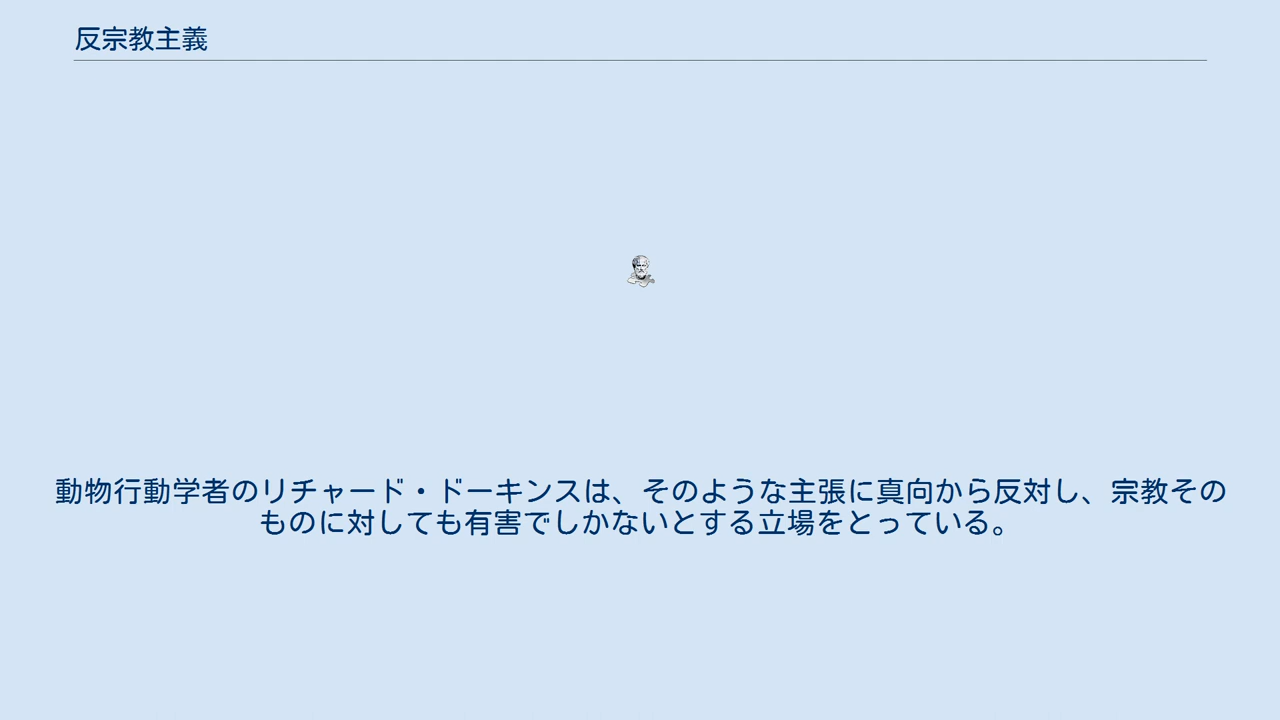 反宗教主義
動物行動学者のリチャード・ドーキンスは、そのような主張に真向から反対し、宗教その
ものに対しても有害でしかないとする立場をとっている。